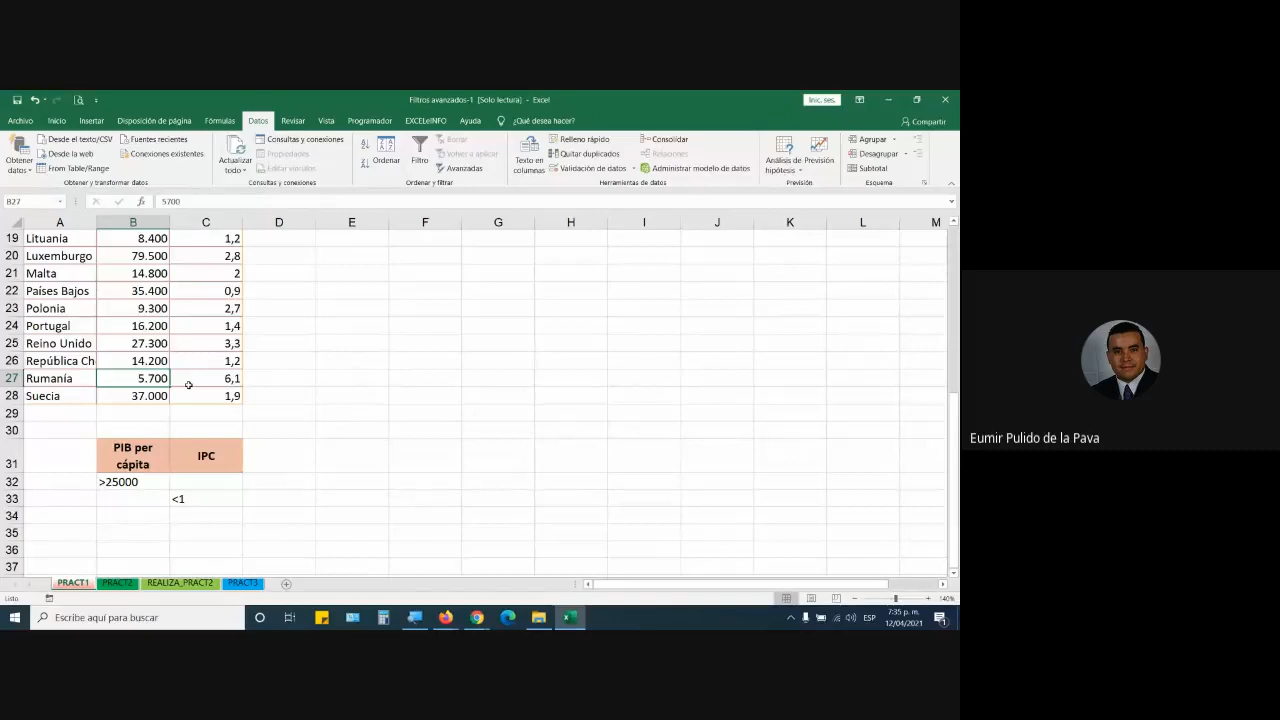 Filtros avanzados-1 [Solo lectura] - Excel
Inic. ses.
Archivo Inicio Insertar Disposición de página Fórmulas Datos Revisar Vista Programador EXCELeINFO Ayuda ¿Qué desea hacer? Compartir
Obtener datos
Desde el texto/CSV
Desde la web
From Table/Range
Fuentes recientes
Conexiones existentes
Obtener y transformar datos
Actualizar todo
Consultas y conexiones
Propiedades
Editar vínculos
Consultas y conexiones
Ordenar
Filtro
Borrar
Volver a aplicar
Avanzadas
Ordenar y filtrar
Texto en columnas
Relleno rápido
Quitar duplicados
Validación de datos
Consolidar
Relaciones
Administrar modelo de datos
Herramientas de datos
Análisis de hipótesis
Previsión
Previsión
Agrupar
Desagrupar
Subtotal
Esquema
B27 fx 5700
A B C D E F G H I J K L M
19 Lituania 8.400 1,2
20 Luxemburgo 79.500 2,8
21 Malta 14.800 2
22 Países Bajos 35.400 0,9
23 Polonia 9.300 2,7
24 Portugal 16.200 1,4
25 Reino Unido 27.300 3,3
26 República Ch 14.200 1,2
27 Rumanía 5.700 6,1
28 Suecia 37.000 1,9
29
30
31 PIB per cápita IPC
32 >25000
33 <1
34
35
36
37
PRACT1 PRACT2 REALIZA_PRACT2 PRACT3
Listo 140%
Escribe aquí para buscar
ESP
7:35 p. m.
12/04/2021
Eumir Pulido de la Pava